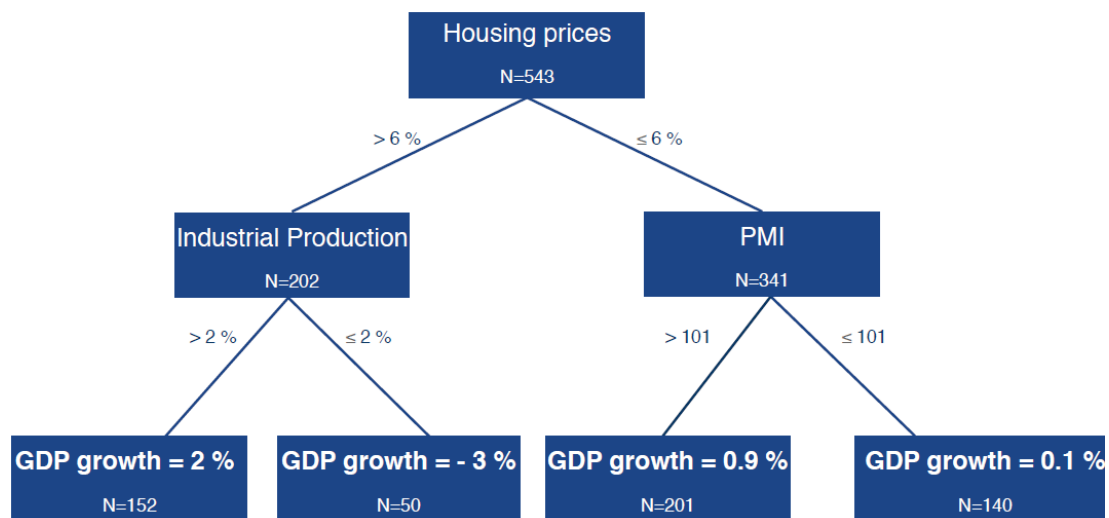 Housing prices
N=543
> 6 %
≤ 6 %
Industrial Production
N=202
PMI
N=341
> 2 %
≤ 2 %
> 101
≤ 101
GDP growth = 2 %
N=152
GDP growth = - 3 %
N=50
GDP growth = 0.9 %
N=201
GDP growth = 0.1 %
N=140